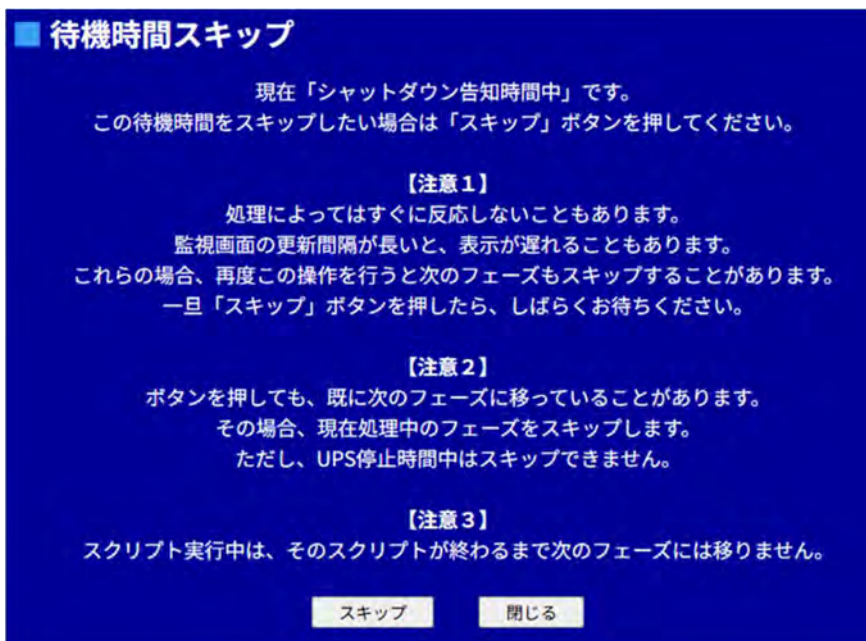 待機時間スキップ
現在「シャットダウン告知時間中」です。
この待機時間をスキップしたい場合は「スキップ」ボタンを押してください。
【注意１】
処理によってはすぐに反応しないこともあります。
監視画面の更新間隔が長いと、表示が遅れることもあります。
これらの場合、再度この操作を行うと次のフェーズもスキップすることがあります。
一旦「スキップ」ボタンを押したら、しばらくお待ちください。
【注意２】
ボタンを押しても、既に次のフェーズに移っていることがあります。
その場合、現在処理中のフェーズをスキップします。
ただし、UPS停止時間中はスキップできません。
【注意３】
スクリプト実行中は、そのスクリプトが終わるまで次のフェーズには移りません。
スキップ 閉じる